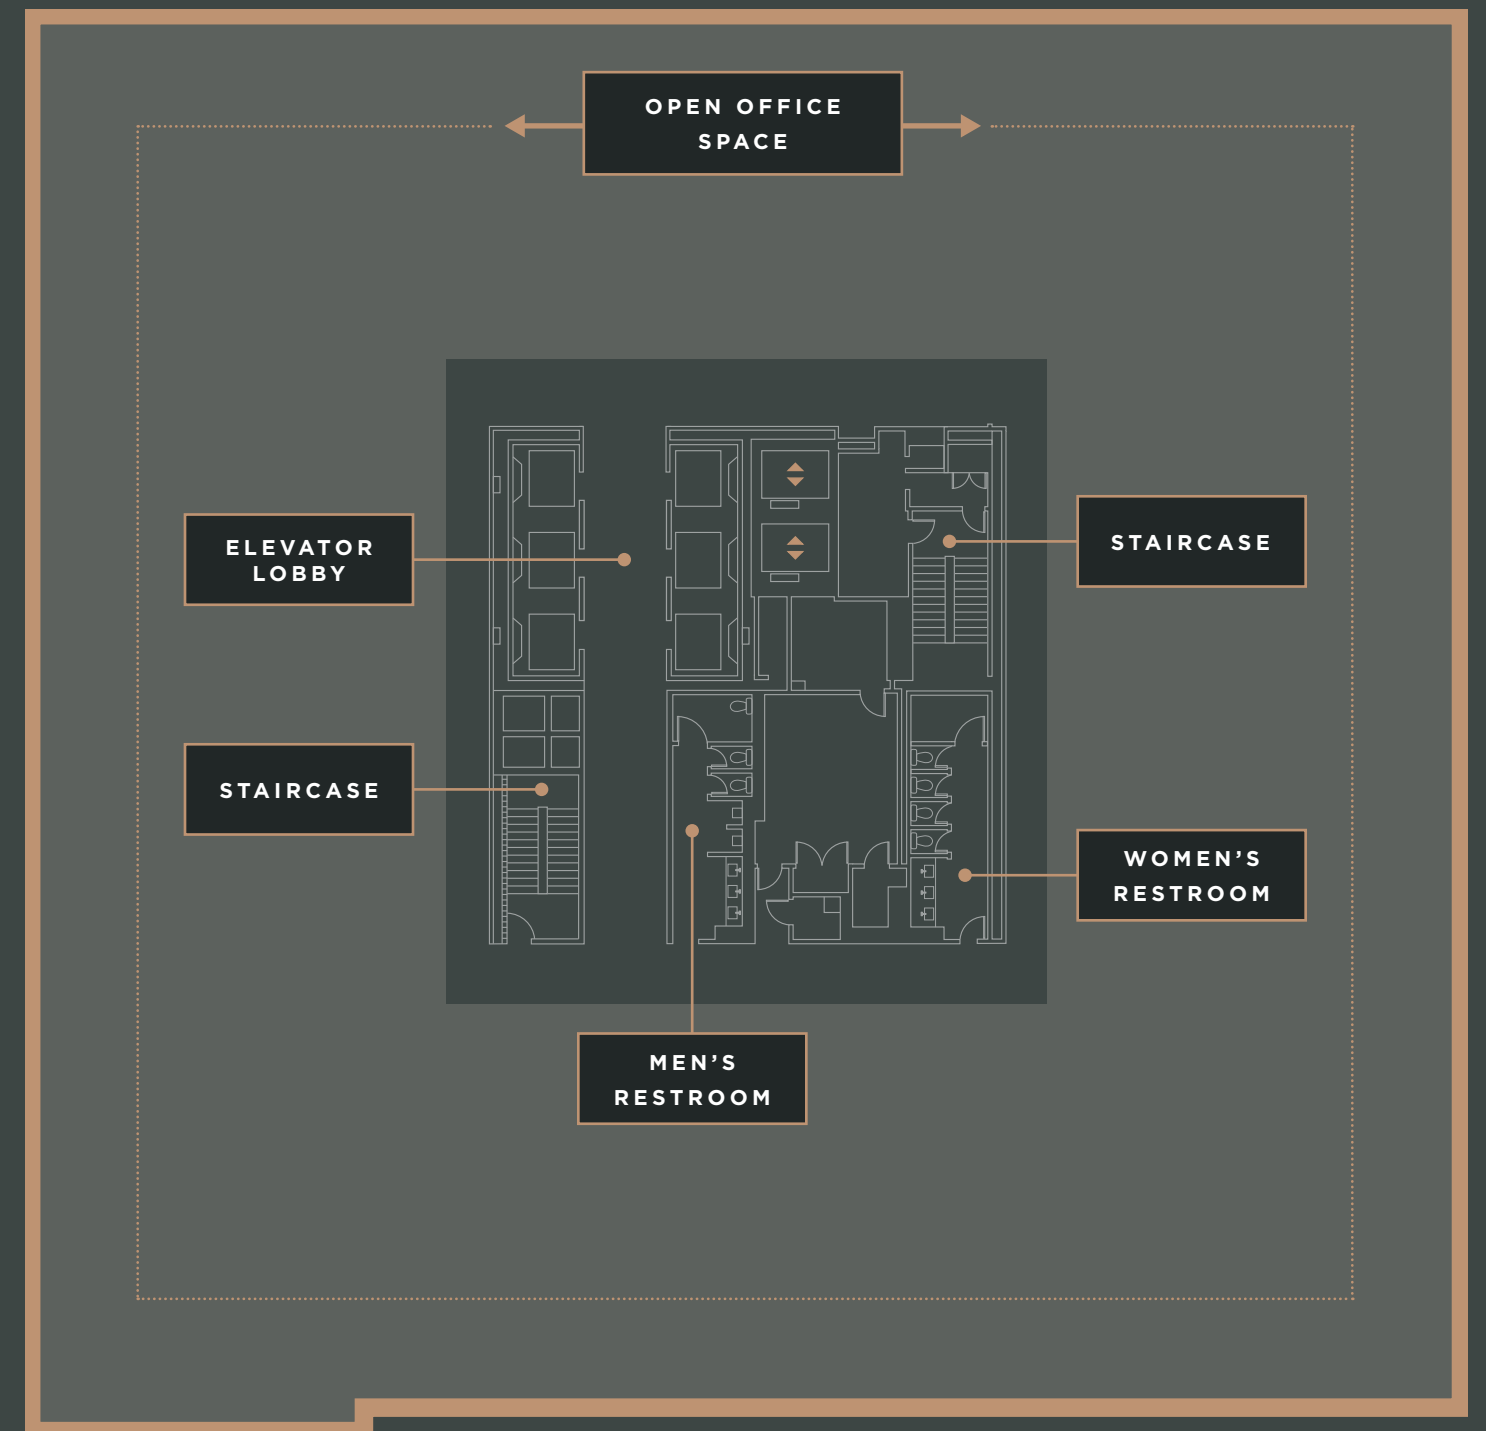 OPEN OFFICE
SPACE
ELEVATOR
LOBBY
STAIRCASE
STAIRCASE
WOMEN’S
RESTROOM
MEN’S
RESTROOM